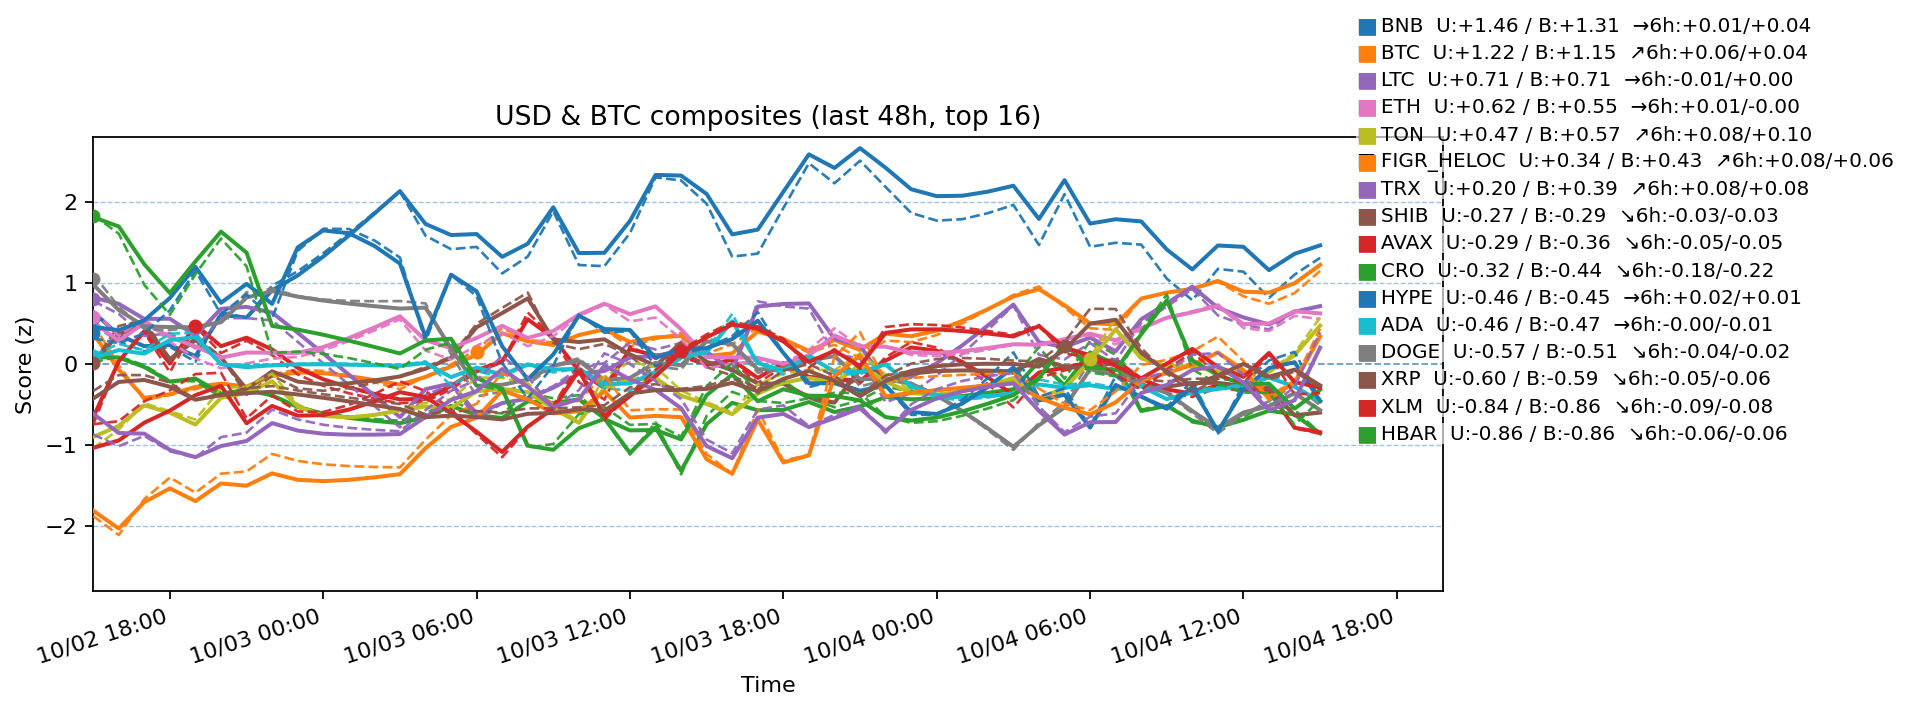 BNB U:+1.46 / B:+1.31 →6h:+0.01/+0.04
BTC U:+1.22 / B:+1.15 ↗6h:+0.06/+0.04
LTC U:+0.71 / B:+0.71 →6h:-0.01/+0.00
ETH U:+0.62 / B:+0.55 →6h:+0.01/-0.00
TON U:+0.47 / B:+0.57 ↗6h:+0.08/+0.10
FIGR_HELOC U:+0.34 / B:+0.43 ↗6h:+0.08/+0.06
TRX U:+0.20 / B:+0.39 ↗6h:+0.08/+0.08
SHIB U:-0.27 / B:-0.29 ↘6h:-0.03/-0.03
AVAX U:-0.29 / B:-0.36 ↘6h:-0.05/-0.05
CRO U:-0.32 / B:-0.44 ↘6h:-0.18/-0.22
HYPE U:-0.46 / B:-0.45 →6h:+0.02/+0.01
ADA U:-0.46 / B:-0.47 →6h:-0.00/-0.01
DOGE U:-0.57 / B:-0.51 ↘6h:-0.04/-0.02
XRP U:-0.60 / B:-0.59 ↘6h:-0.05/-0.06
XLM U:-0.84 / B:-0.86 ↘6h:-0.09/-0.08
HBAR U:-0.86 / B:-0.86 ↘6h:-0.06/-0.06
USD & BTC composites (last 48h, top 16)
Score (z)
2
1
0
−1
−2
10/02 18:00
10/03 00:00
10/03 06:00
10/03 12:00
10/03 18:00
10/04 00:00
10/04 06:00
10/04 12:00
10/04 18:00
Time